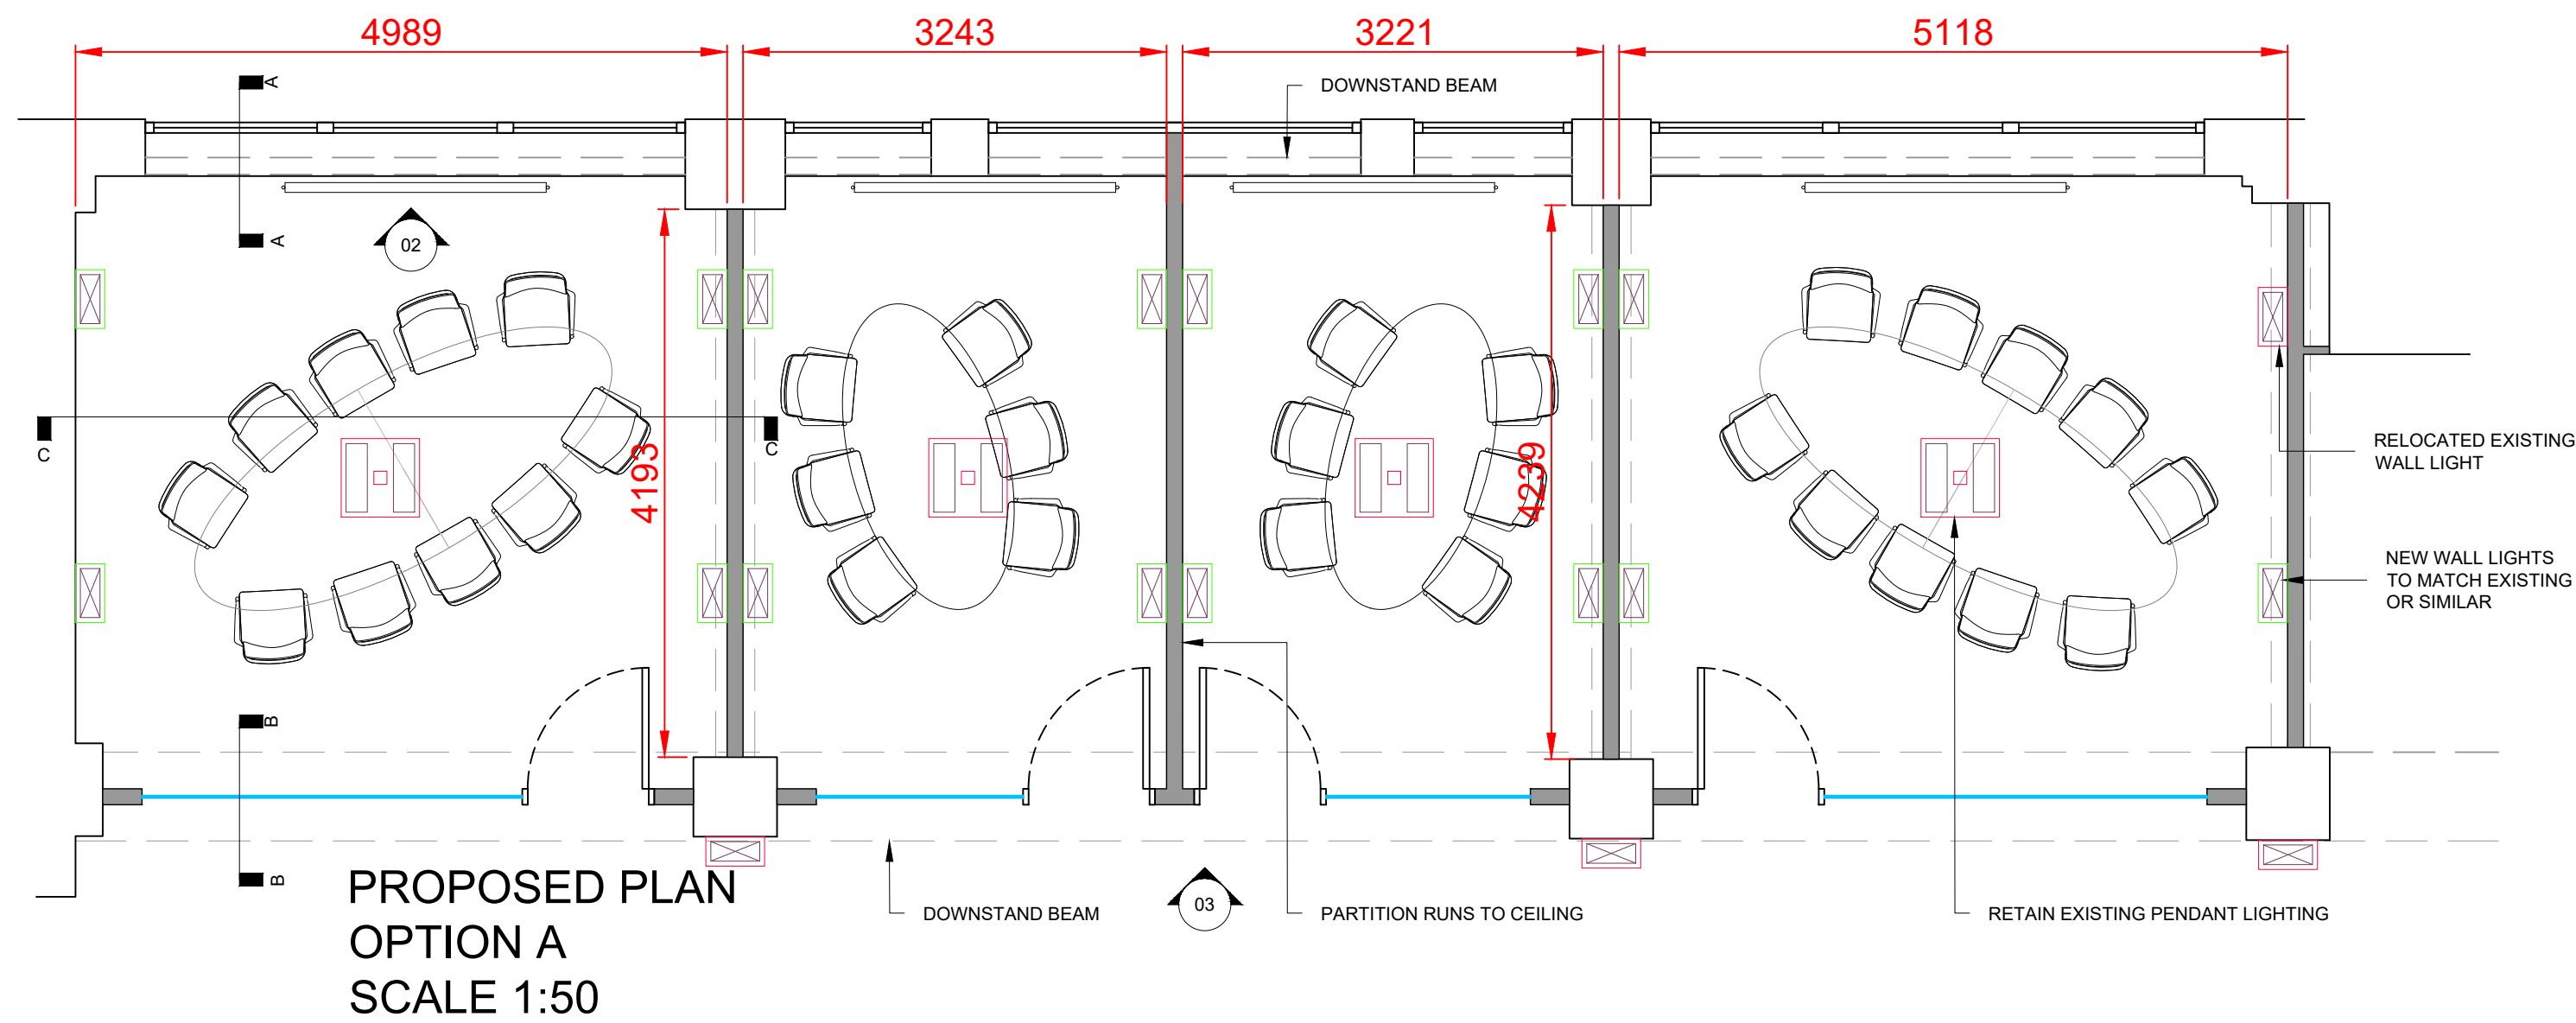 4989
3243
3221
5118
A
DOWNSTAND BEAM
A
02
C
C
4193
4239
RELOCATED EXISTING
WALL LIGHT
NEW WALL LIGHTS
TO MATCH EXISTING
OR SIMILAR
B
B
PROPOSED PLAN
OPTION A
SCALE 1:50
DOWNSTAND BEAM
03
PARTITION RUNS TO CEILING
RETAIN EXISTING PENDANT LIGHTING